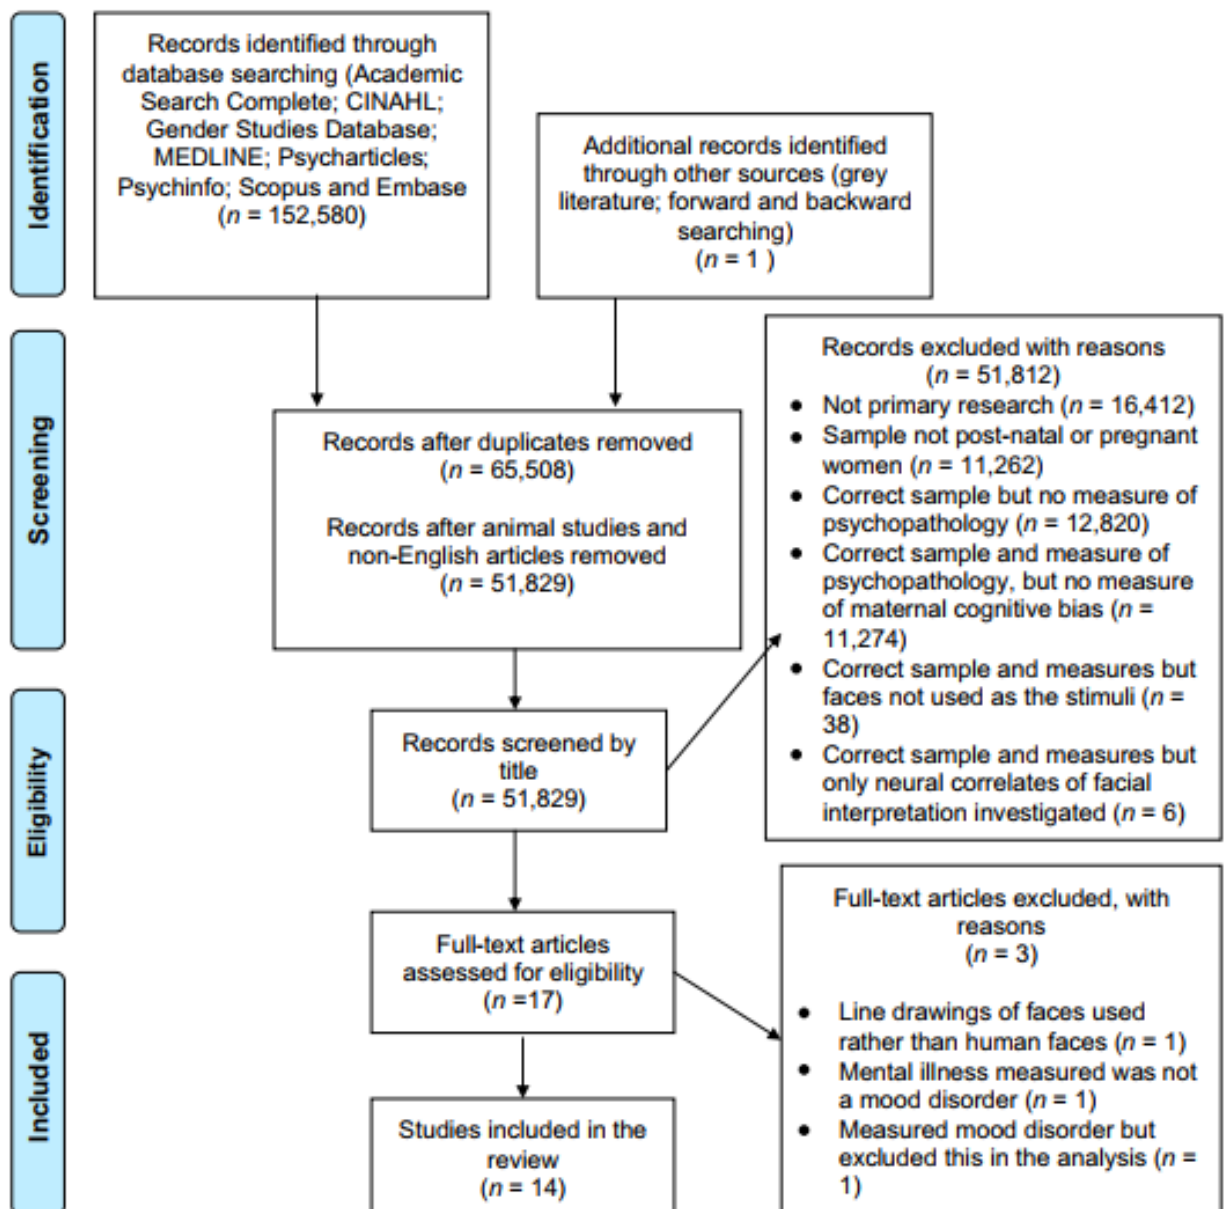 Identification
Records identified through
database searching (Academic
Search Complete; CINAHL;
Gender Studies Database;
MEDLINE; Psycharticles;
Psychinfo; Scopus and Embase
(n = 152,580)
Additional records identified
through other sources (grey
literature; forward and backward
searching)
(n = 1 )
Screening
Records after duplicates removed
(n = 65,508)
Records after animal studies and
non-English articles removed
(n = 51,829)
Records excluded with reasons
(n = 51,812)
• Not primary research (n = 16,412)
• Sample not post-natal or pregnant
women (n = 11,262)
• Correct sample but no measure of
psychopathology (n = 12,820)
• Correct sample and measure of
psychopathology, but no measure
of maternal cognitive bias (n =
11,274)
• Correct sample and measures but
faces not used as the stimuli (n =
38)
• Correct sample and measures but
only neural correlates of facial
interpretation investigated (n = 6)
Eligibility
Records screened by
title
(n = 51,829)
Full-text articles
assessed for eligibility
(n =17)
Full-text articles excluded, with
reasons
(n = 3)
• Line drawings of faces used
rather than human faces (n = 1)
• Mental illness measured was not
a mood disorder (n = 1)
• Measured mood disorder but
excluded this in the analysis (n =
1)
Included
Studies included in the
review
(n = 14)